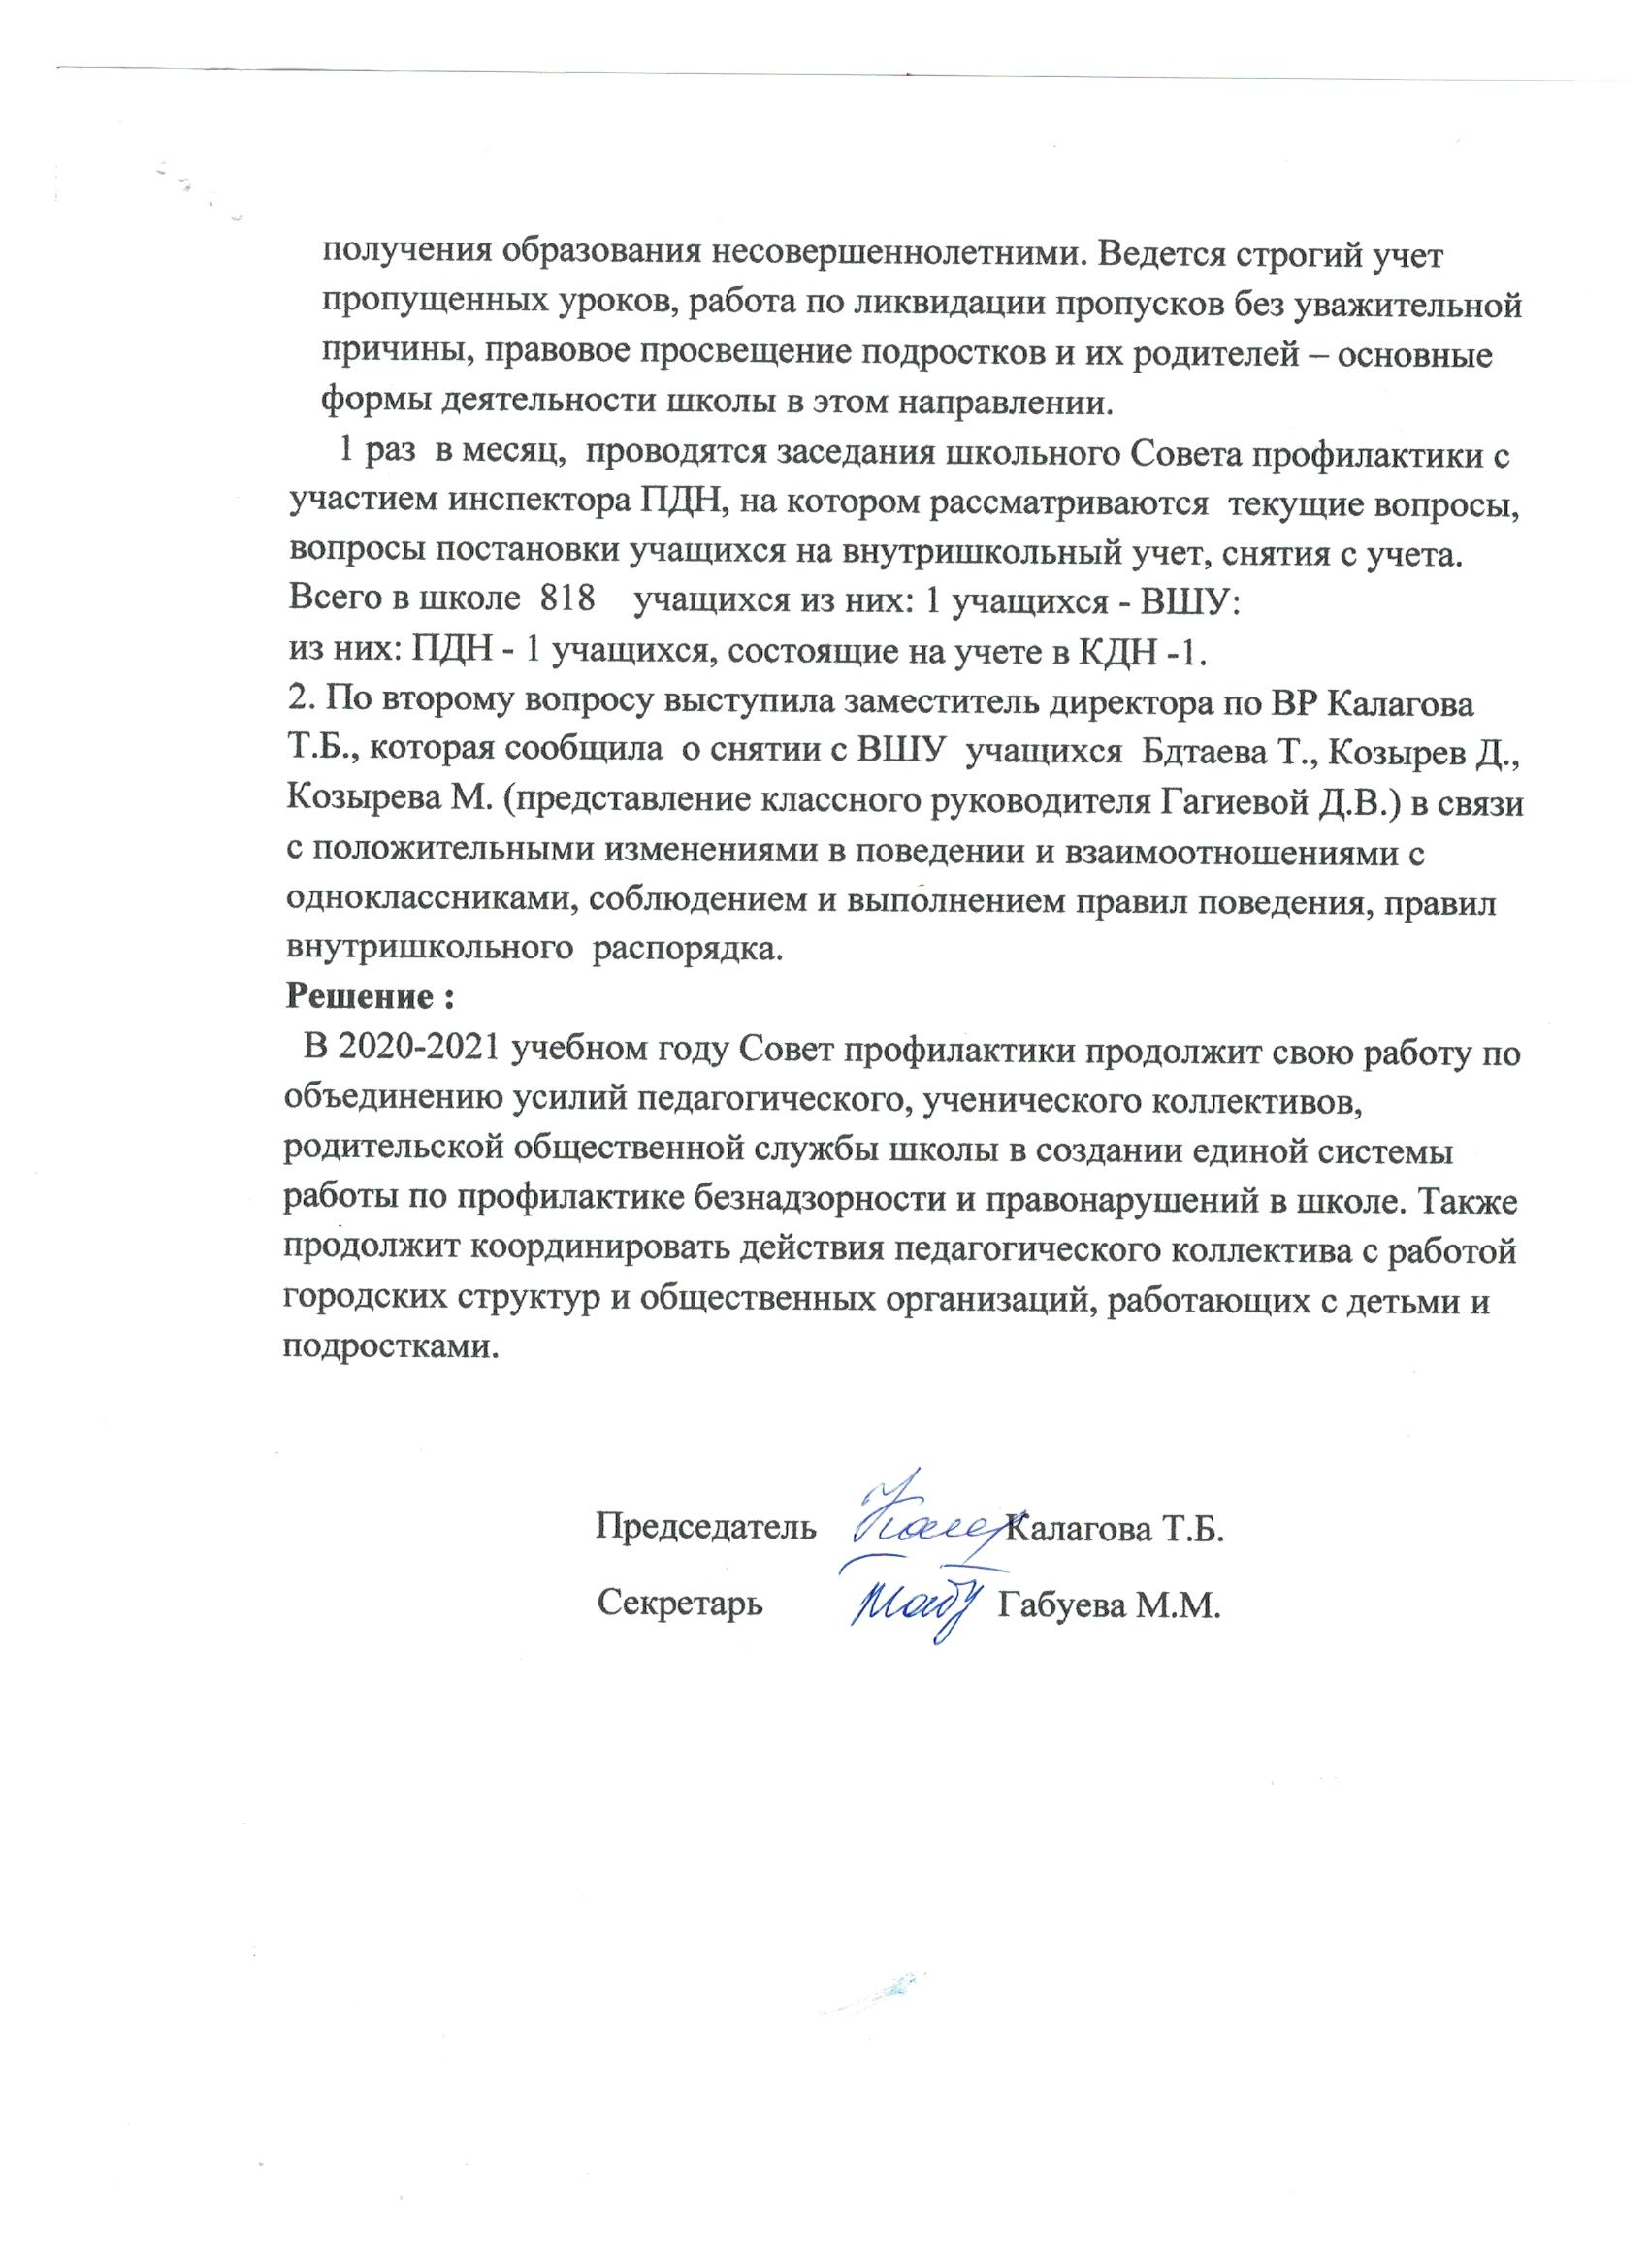 получения образования несовершеннолетними. Ведется строгий учет
пропущенных уроков, работа по ликвидации пропусков без уважительной
причины, правовое просвещение подростков и их родителей – основные
формы деятельности школы в этом направлении.
1 раз в месяц, проводятся заседания школьного Совета профилактики с
участием инспектора ПДН, на котором рассматриваются текущие вопросы,
вопросы постановки учащихся на внутришкольный учет, снятия с учета.
Всего в школе 818 учащихся из них: 1 учащихся - ВШУ:
из них: ПДН - 1 учащихся, состоящие на учете в КДН -1.
2. По второму вопросу выступила заместитель директора по ВР Калагова
Т.Б., которая сообщила о снятии с ВШУ учащихся Бдтаева Т., Козырев Д.,
Козырева М. (представление классного руководителя Гагиевой Д.В.) в связи
с положительными изменениями в поведении и взаимоотношениями с
одноклассниками, соблюдением и выполнением правил поведения, правил
внутришкольного распорядка.
Решение :
В 2020-2021 учебном году Совет профилактики продолжит свою работу по
объединению усилий педагогического, ученического коллективов,
родительской общественной службы школы в создании единой системы
работы по профилактике безнадзорности и правонарушений в школе. Также
продолжит координировать действия педагогического коллектива с работой
городских структур и общественных организаций, работающих с детьми и
подростками.
Председатель Калагова Т.Б.
Секретарь Габуева М.М.